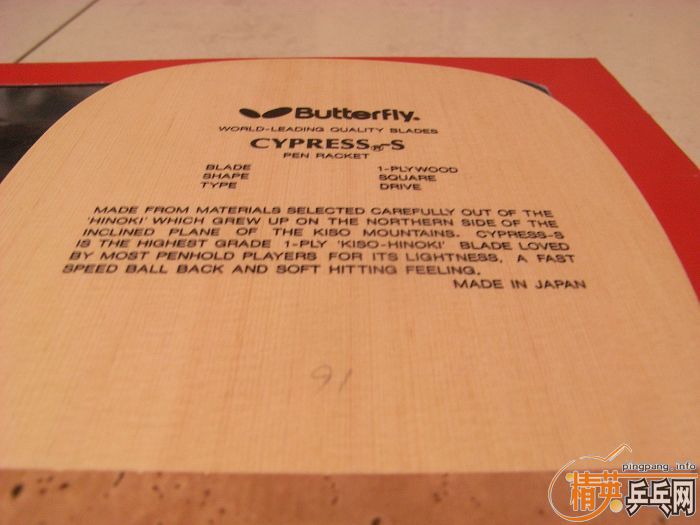 Butterfly.
WORLD-LEADING QUALITY BLADES
CYPRESS®-S
PEN RACKET
BLADE 1-PLYWOOD
SHAPE SQUARE
TYPE DRIVE
MADE FROM MATERIALS SELECTED CAREFULLY OUT OF THE
'HINOKI' WHICH GREW UP ON THE NORTHERN SIDE OF THE
INCLINED PLANE OF THE KISO MOUNTAINS. CYPRESS-S
IS THE HIGHEST GRADE 1-PLY 'KISO-HINOKI' BLADE LOVED
BY MOST PENHOLD PLAYERS FOR ITS LIGHTNESS, A FAST
SPEED BALL BACK AND SOFT HITTING FEELING.
MADE IN JAPAN
91
pingpang.info
精英乒乓网